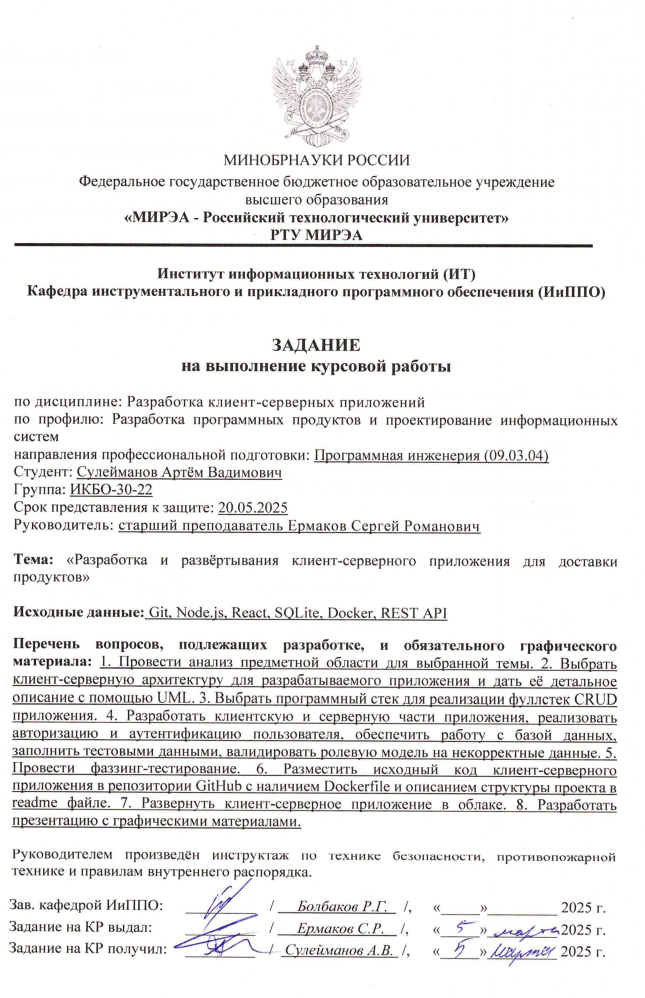 МИНОБРНАУКИ РОССИИ
Федеральное государственное бюджетное образовательное учреждение
высшего образования
«МИРЭА - Российский технологический университет»
РТУ МИРЭА
Институт информационных технологий (ИТ)
Кафедра инструментального и прикладного программного обеспечения (ИиППО)
ЗАДАНИЕ
на выполнение курсовой работы
по дисциплине: Разработка клиент-серверных приложений
по профилю: Разработка программных продуктов и проектирование информационных
систем
направления профессиональной подготовки: Программная инженерия (09.03.04)
Студент: Сулейманов Артём Вадимович
Группа: ИКБО-30-22
Срок представления к защите: 20.05.2025
Руководитель: старший преподаватель Ермаков Сергей Романович
Тема: «Разработка и развёртывания клиент-серверного приложения для доставки
продуктов»
Исходные данные: Git, Node.js, React, SQLite, Docker, REST API
Перечень вопросов, подлежащих разработке, и обязательного графического
материала: 1. Провести анализ предметной области для выбранной темы. 2. Выбрать
клиент-серверную архитектуру для разрабатываемого приложения и дать её детальное
описание с помощью UML. 3. Выбрать программный стек для реализации фуллстек CRUD
приложения. 4. Разработать клиентскую и серверную части приложения, реализовать
авторизацию и аутентификацию пользователя, обеспечить работу с базой данных,
заполнить тестовыми данными, валидировать ролевую модель на некорректные данные. 5.
Провести фаззинг-тестирование. 6. Разместить исходный код клиент-серверного
приложения в репозитории GitHub с наличием Dockerfile и описанием структуры проекта в
readme файле. 7. Развернуть клиент-серверное приложение в облаке. 8. Разработать
презентацию с графическими материалами.
Руководителем произведён инструктаж по технике безопасности, противопожарной
технике и правилам внутреннего распорядка.
Зав. кафедрой ИиППО: / Болбаков Р.Г. /, «_____»__________ 2025 г.
Задание на КР выдал: / Ермаков С.Р. /, « 5 » марта 2025 г.
Задание на КР получил: / Сулейманов А.В. /, « 5 » марта 2025 г.